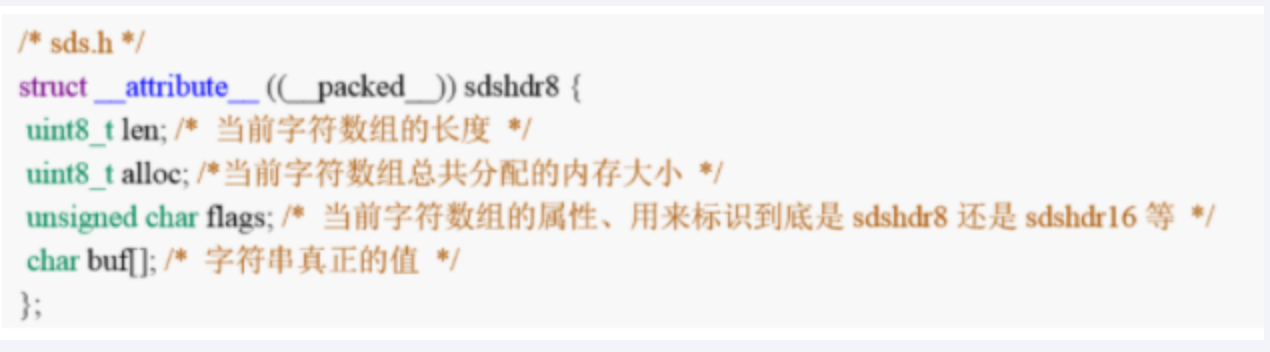 /* sds.h */
struct __attribute__ ((__packed__)) sdshdr8 {
uint8_t len; /* 当前字符数组的长度 */
uint8_t alloc; /*当前字符数组总共分配的内存大小 */
unsigned char flags; /* 当前字符数组的属性、用来标识到底是 sdshdr8 还是 sdshdr16 等 */
char buf[]; /* 字符串真正的值 */
};